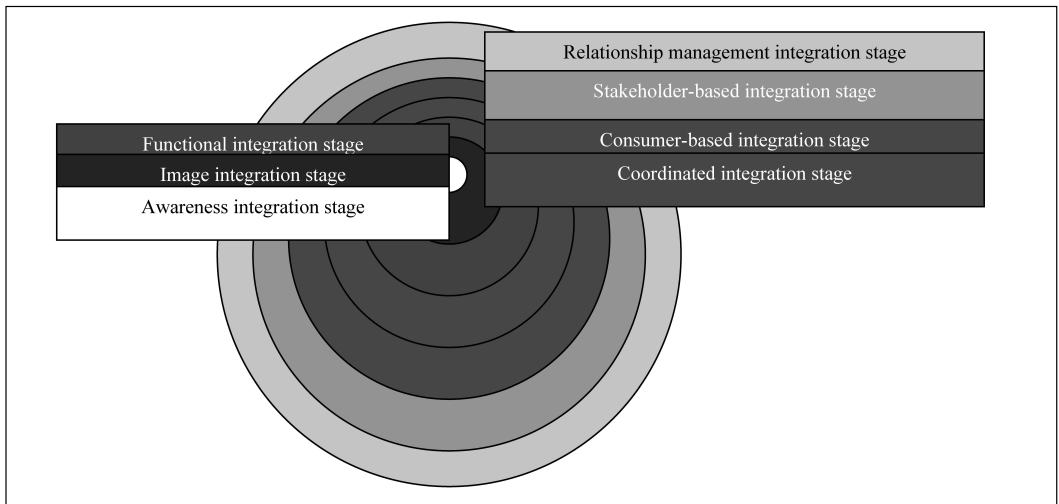 Relationship management integration stage
Stakeholder-based integration stage
Consumer-based integration stage
Coordinated integration stage
Functional integration stage
Image integration stage
Awareness integration stage